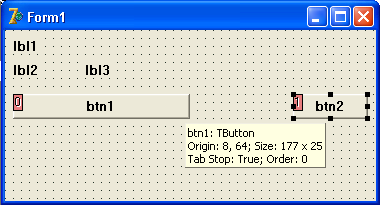 Form1
lbl1
lbl2 lbl3
0 btn1 1 btn2
btn1: TButton
Origin: 8, 64; Size: 177 x 25
Tab Stop: True; Order: 0